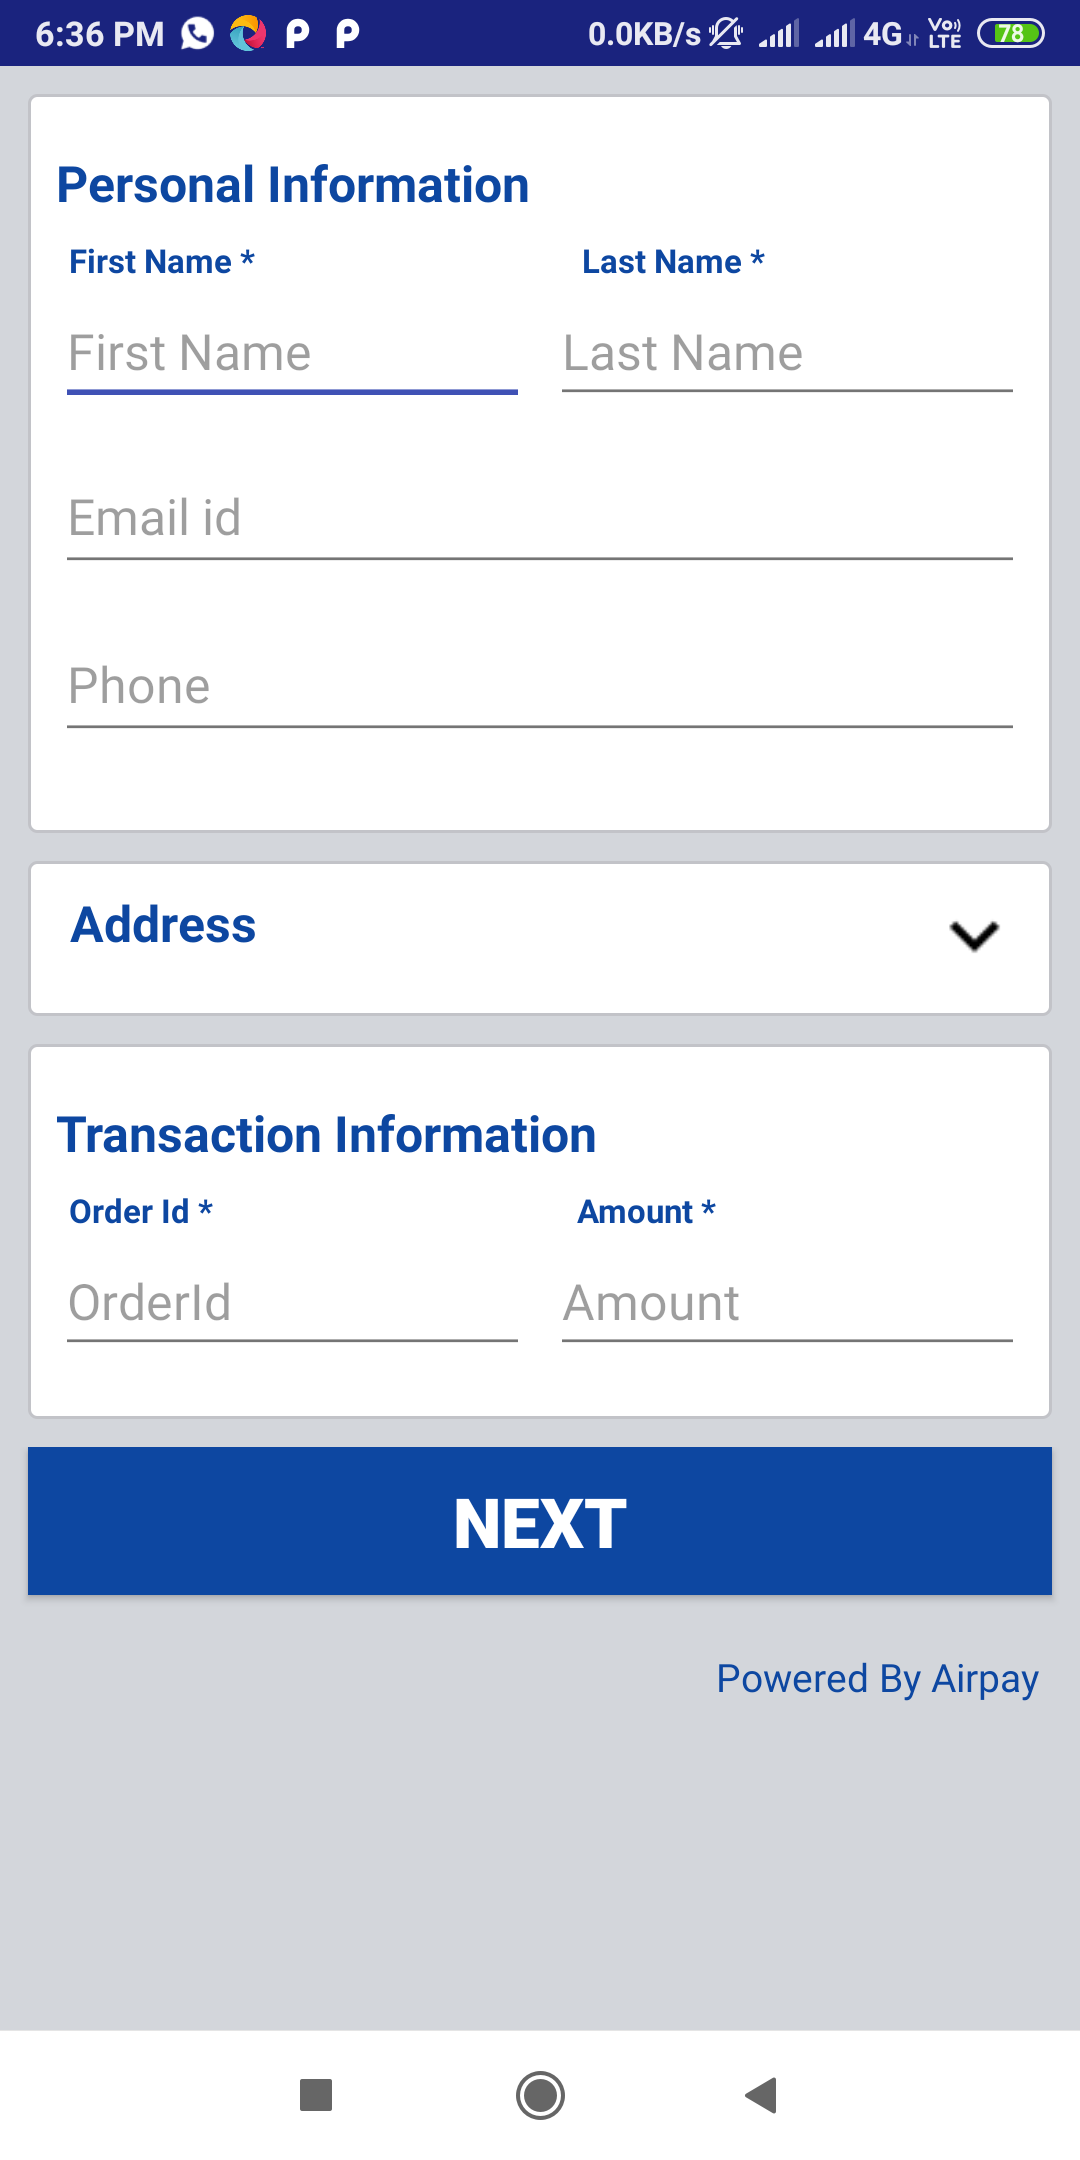 6:36 PM 0.0KB/s 4G Vo)) LTE 78
Personal Information
First Name * Last Name *
First Name Last Name
Email id
Phone
Address
Transaction Information
Order Id * Amount *
OrderId Amount
NEXT
Powered By Airpay